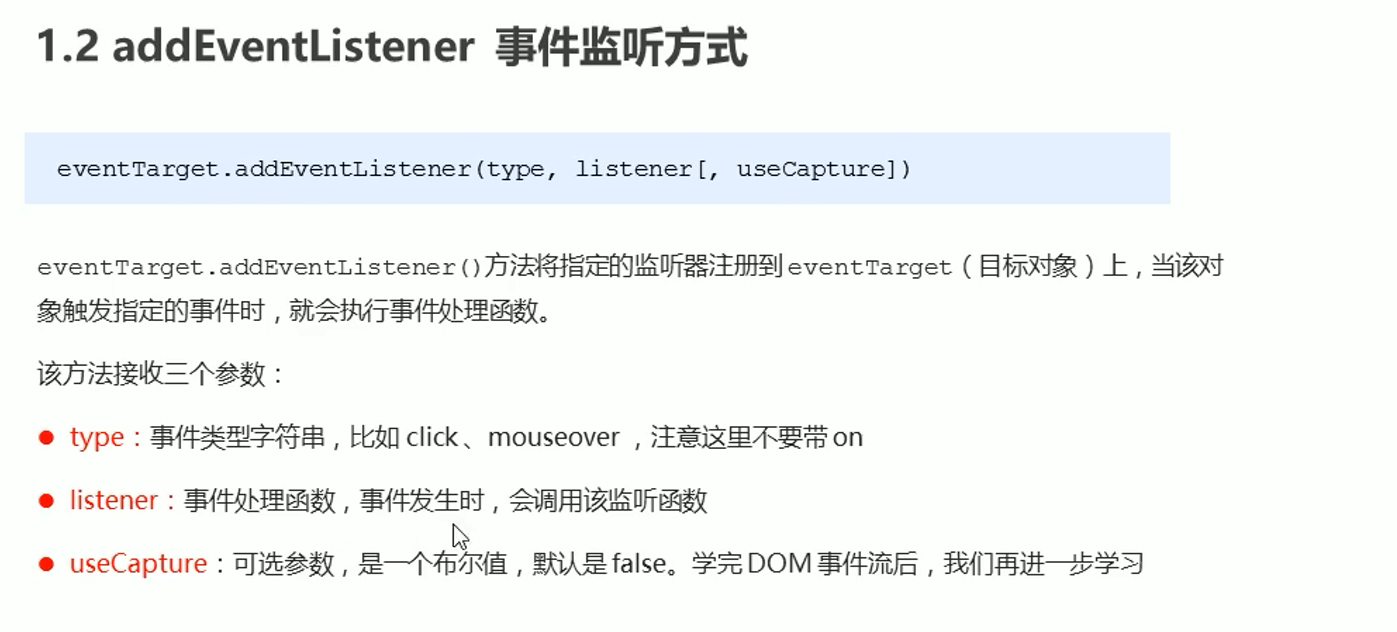 1.2 addEventListener 事件监听方式
eventTarget.addEventListener(type, listener[, useCapture])
eventTarget.addEventListener()方法将指定的监听器注册到 eventTarget（目标对象）上，当该对
象触发指定的事件时，就会执行事件处理函数。
该方法接收三个参数：
● type：事件类型字符串，比如 click 、mouseover ，注意这里不要带 on
● listener：事件处理函数，事件发生时，会调用该监听函数
● useCapture：可选参数，是一个布尔值，默认是 false。学完 DOM 事件流后，我们再进一步学习